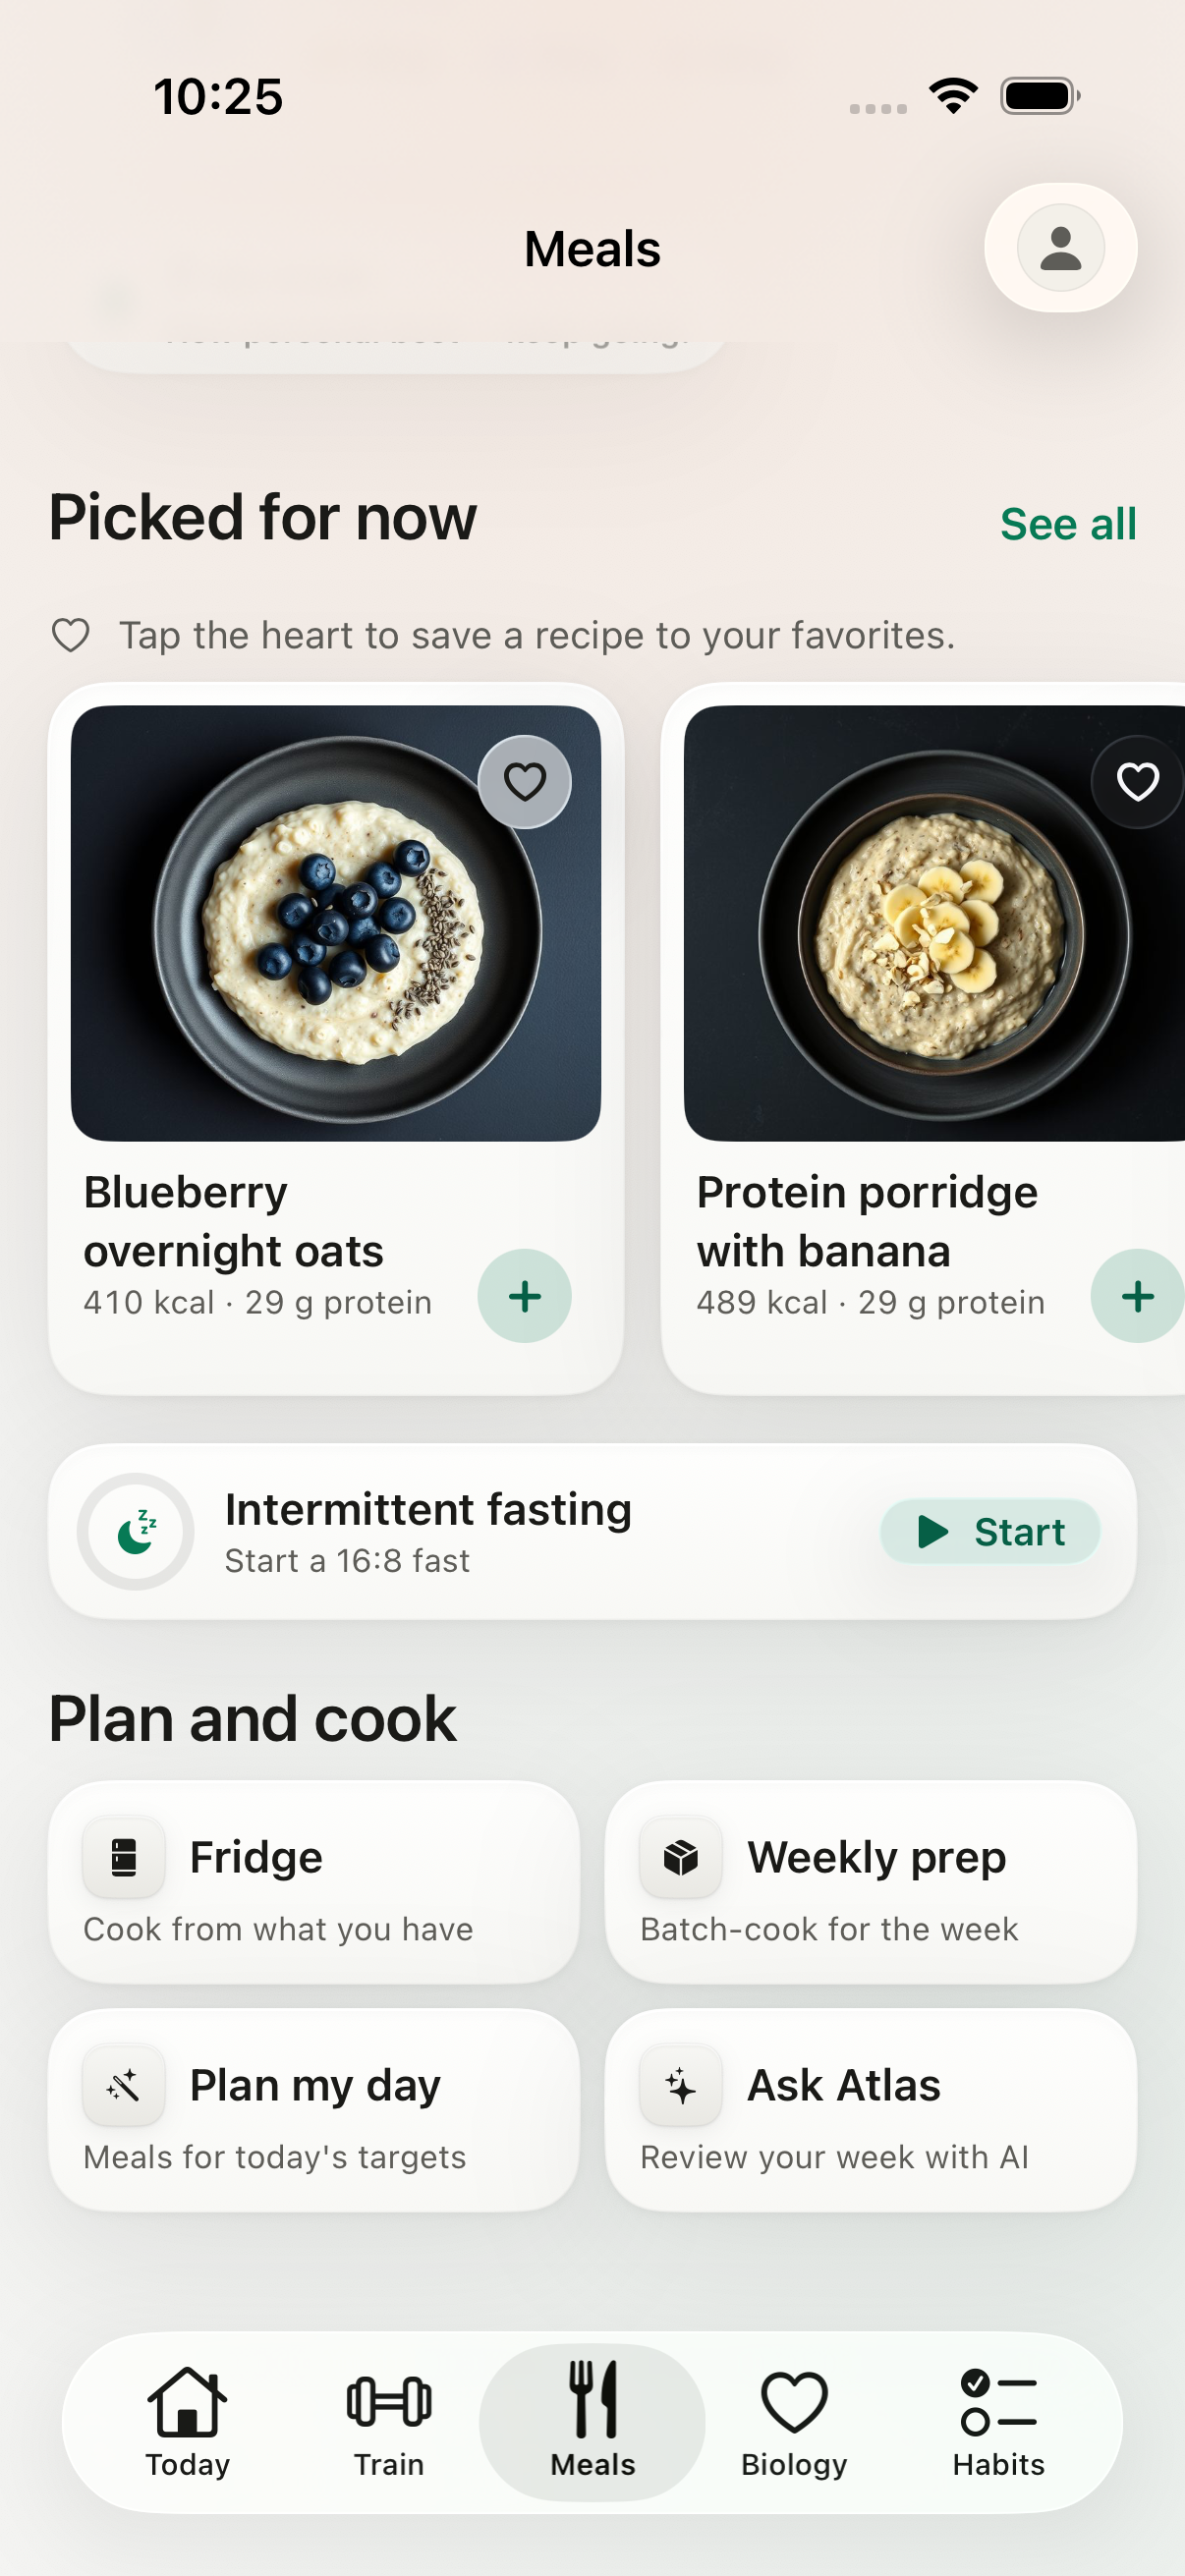 10:25
Meals
Picked for now
See all
Tap the heart to save a recipe to your favorites.
Blueberry
overnight oats
410 kcal · 29 g protein
Protein porridge
with banana
489 kcal · 29 g protein
Intermittent fasting
Start a 16:8 fast
Start
Plan and cook
Fridge
Cook from what you have
Weekly prep
Batch-cook for the week
Plan my day
Meals for today's targets
Ask Atlas
Review your week with AI
Today
Train
Meals
Biology
Habits